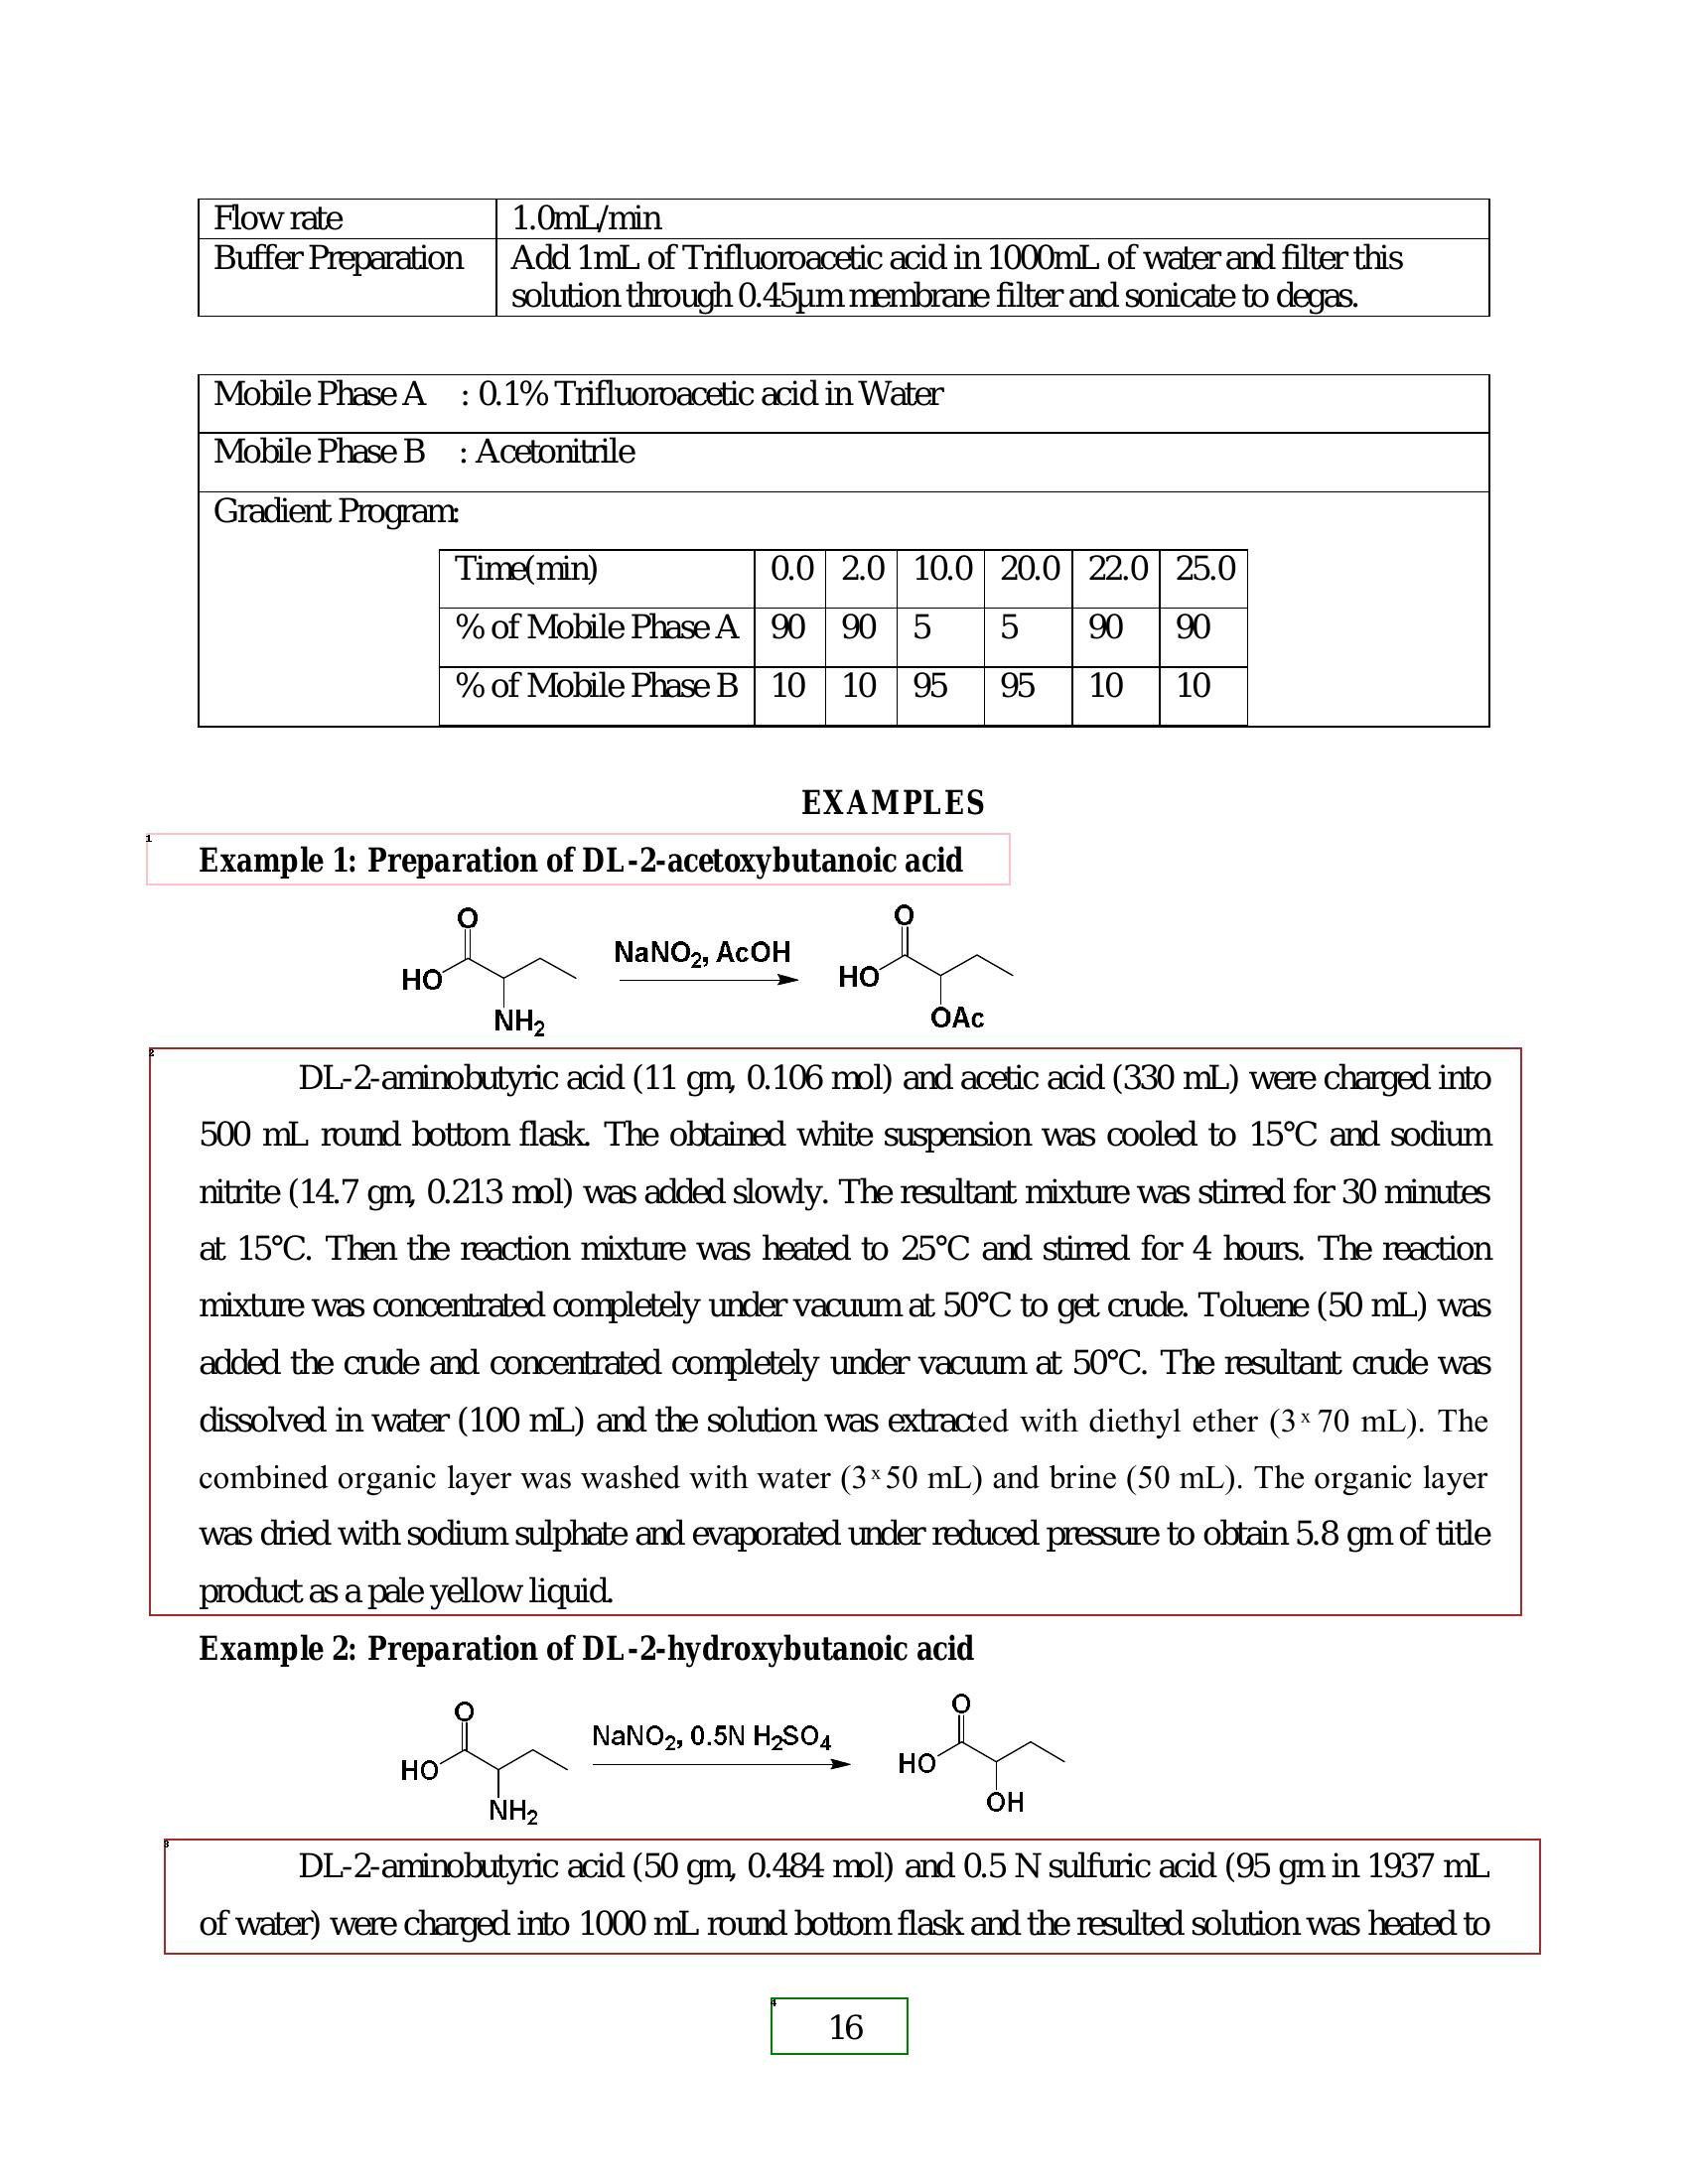 Flow rate 1.0mL/min
Buffer Preparation Add 1mL of Trifluoroacetic acid in 1000mL of water and filter this
solution through 0.45µm membrane filter and sonicate to degas.
Mobile Phase A : 0.1% Trifluoroacetic acid in Water
Mobile Phase B : Acetonitrile
Gradient Program:
Time(min) 0.0 2.0 10.0 20.0 22.0 25.0
% of Mobile Phase A 90 90 5 5 90 90
% of Mobile Phase B 10 10 95 95 10 10
EXAMPLES
1
Example 1: Preparation of DL-2-acetoxybutanoic acid
O
HO
NH2
NaNO2, AcOH
O
HO
OAc
2
DL-2-aminobutyric acid (11 gm, 0.106 mol) and acetic acid (330 mL) were charged into
500 mL round bottom flask. The obtained white suspension was cooled to 15°C and sodium
nitrite (14.7 gm, 0.213 mol) was added slowly. The resultant mixture was stirred for 30 minutes
at 15°C. Then the reaction mixture was heated to 25°C and stirred for 4 hours. The reaction
mixture was concentrated completely under vacuum at 50°C to get crude. Toluene (50 mL) was
added the crude and concentrated completely under vacuum at 50°C. The resultant crude was
dissolved in water (100 mL) and the solution was extracted with diethyl ether (3 x 70 mL). The
combined organic layer was washed with water (3 x 50 mL) and brine (50 mL). The organic layer
was dried with sodium sulphate and evaporated under reduced pressure to obtain 5.8 gm of title
product as a pale yellow liquid.
Example 2: Preparation of DL-2-hydroxybutanoic acid
O
HO
NH2
NaNO2, 0.5N H2SO4
O
HO
OH
3
DL-2-aminobutyric acid (50 gm, 0.484 mol) and 0.5 N sulfuric acid (95 gm in 1937 mL
of water) were charged into 1000 mL round bottom flask and the resulted solution was heated to
4
16